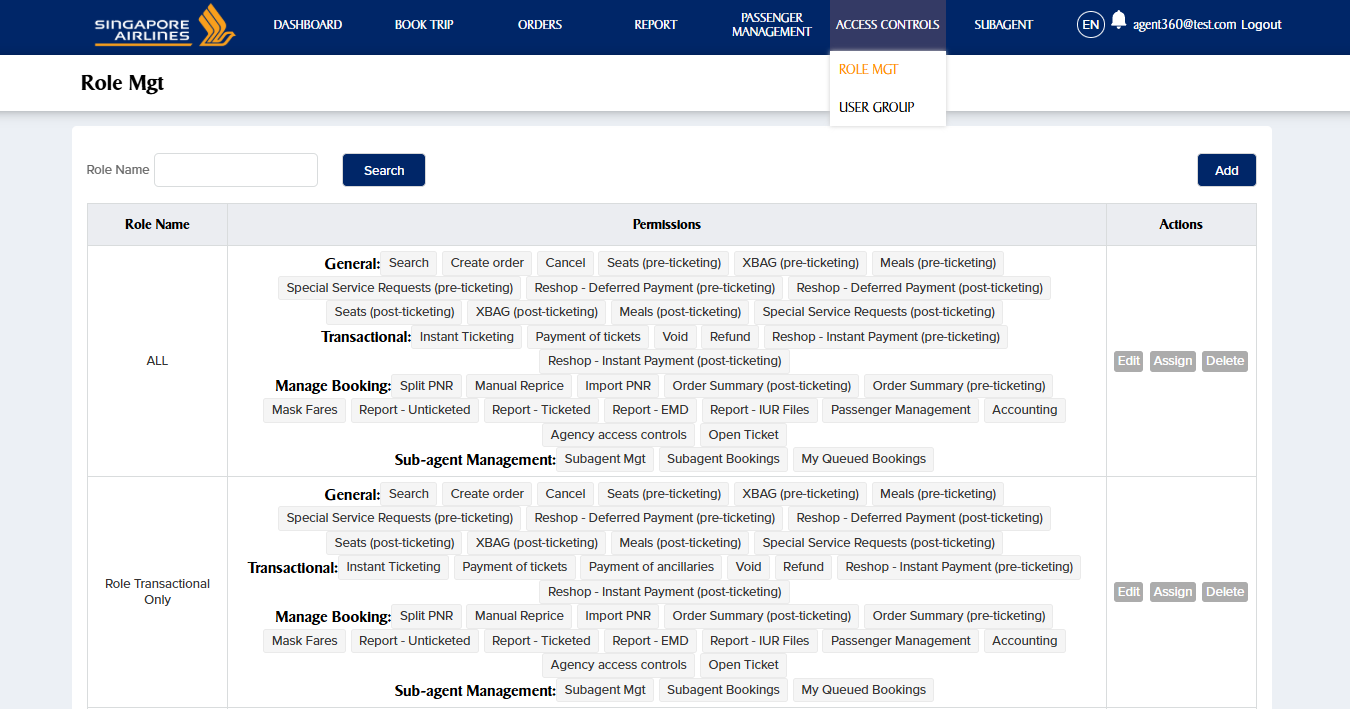 SINGAPORE
AIRLINES
DASHBOARD
BOOK TRIP
ORDERS
REPORT
PASSENGER
MANAGEMENT
ACCESS CONTROLS
SUBAGENT
EN
agent360@test.com Logout
ROLE MGT
USER GROUP
Role Mgt
Role Name
Search
Add
Role Name
Permissions
Actions
ALL
General: Search Create order Cancel Seats (pre-ticketing) XBAG (pre-ticketing) Meals (pre-ticketing)
Special Service Requests (pre-ticketing) Reshop - Deferred Payment (pre-ticketing) Reshop - Deferred Payment (post-ticketing)
Seats (post-ticketing) XBAG (post-ticketing) Meals (post-ticketing) Special Service Requests (post-ticketing)
Transactional: Instant Ticketing Payment of tickets Void Refund Reshop - Instant Payment (pre-ticketing)
Reshop - Instant Payment (post-ticketing)
Manage Booking: Split PNR Manual Reprice Import PNR Order Summary (post-ticketing) Order Summary (pre-ticketing)
Mask Fares Report - Unticketed Report - Ticketed Report - EMD Report - IUR Files Passenger Management Accounting
Agency access controls Open Ticket
Sub-agent Management: Subagent Mgt Subagent Bookings My Queued Bookings
Edit Assign Delete
Role Transactional
Only
General: Search Create order Cancel Seats (pre-ticketing) XBAG (pre-ticketing) Meals (pre-ticketing)
Special Service Requests (pre-ticketing) Reshop - Deferred Payment (pre-ticketing) Reshop - Deferred Payment (post-ticketing)
Seats (post-ticketing) XBAG (post-ticketing) Meals (post-ticketing) Special Service Requests (post-ticketing)
Transactional: Instant Ticketing Payment of tickets Payment of ancillaries Void Refund Reshop - Instant Payment (pre-ticketing)
Reshop - Instant Payment (post-ticketing)
Manage Booking: Split PNR Manual Reprice Import PNR Order Summary (post-ticketing) Order Summary (pre-ticketing)
Mask Fares Report - Unticketed Report - Ticketed Report - EMD Report - IUR Files Passenger Management Accounting
Agency access controls Open Ticket
Sub-agent Management: Subagent Mgt Subagent Bookings My Queued Bookings
Edit Assign Delete